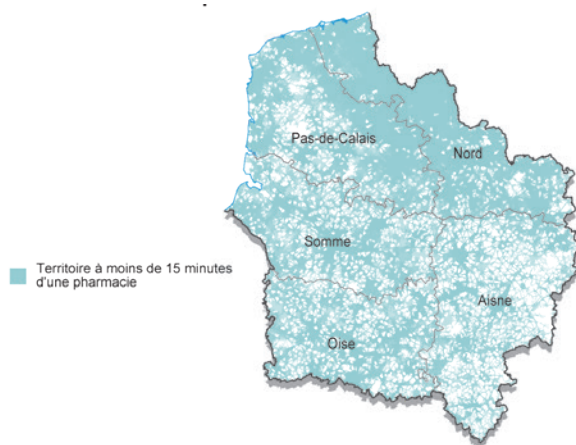 Pas-de-Calais
Nord
Somme
Territoire à moins de 15 minutes
d'une pharmacie
Aisne
Oise